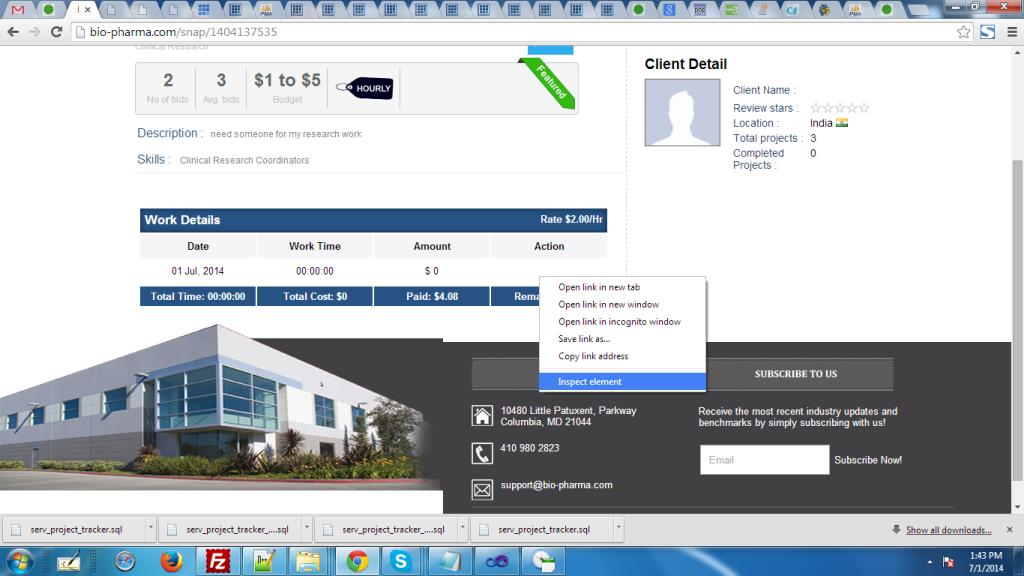 bio-pharma.com/snap/1404137535
Clinical Research
2
No of bids
3
Avg. bids
$1 to $5
Budget
HOURLY
Featured
Description : need someone for my research work
Skills : Clinical Research Coordinators
Client Detail
Client Name :
Review stars :
Location : India
Total projects : 3
Completed 0
Projects :
Work Details Rate $2.00/Hr
Date Work Time Amount Action
01 Jul, 2014 00:00:00 $ 0
Total Time: 00:00:00 Total Cost: $0 Paid: $4.08
Open link in new tab
Open link in new window
Open link in incognito window
Save link as...
Copy link address
Inspect element
SUBSCRIBE TO US
10480 Little Patuxent, Parkway
Columbia, MD 21044
410 980 2823
support@bio-pharma.com
Receive the most recent industry updates and
benchmarks by simply subscribing with us!
Email Subscribe Now!
serv_project_tracker.sql serv_project_tracker_....sql serv_project_tracker_....sql serv_project_tracker.sql Show all downloads...
1:43 PM
7/1/2014